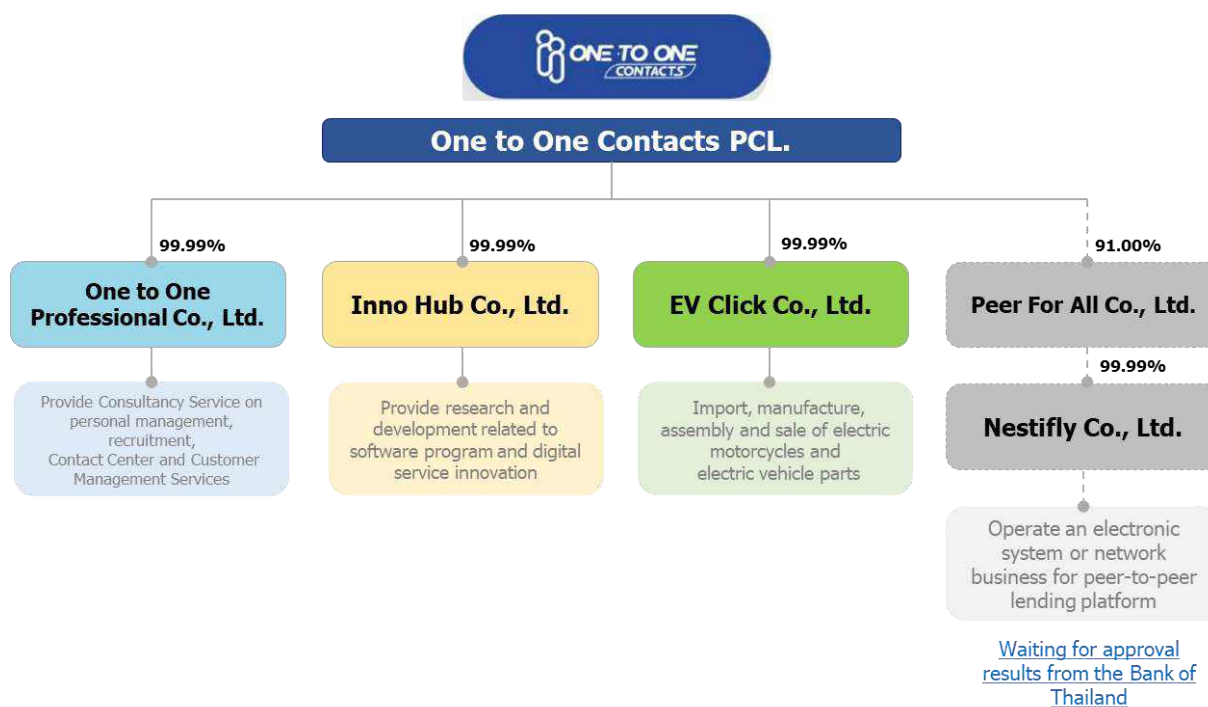 ONE TO ONE
CONTACTS
One to One Contacts PCL.
99.99%
99.99%
99.99%
91.00%
One to One
Professional Co., Ltd.
Inno Hub Co., Ltd.
EV Click Co., Ltd.
Peer For All Co., Ltd.
99.99%
Provide Consultancy Service on
personal management,
recruitment,
Contact Center and Customer
Management Services
Provide research and
development related to
software program and digital
service innovation
Import, manufacture,
assembly and sale of electric
motorcycles and
electric vehicle parts
Nestifly Co., Ltd.
Operate an electronic
system or network
business for peer-to-peer
lending platform
Waiting for approval
results from the Bank of
Thailand